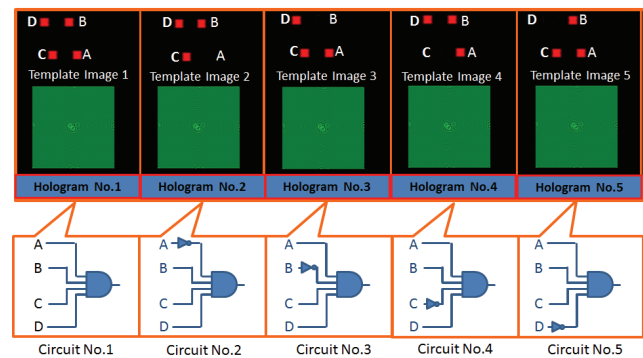 D B
C A
Template Image 1
Hologram No.1
D B
C A
Template Image 2
Hologram No.2
D B
C A
Template Image 3
Hologram No.3
D B
C A
Template Image 4
Hologram No.4
D B
C A
Template Image 5
Hologram No.5
A
B
C
D
Circuit No.1
A
B
C
D
Circuit No.2
A
B
C
D
Circuit No.3
A
B
C
D
Circuit No.4
A
B
C
D
Circuit No.5